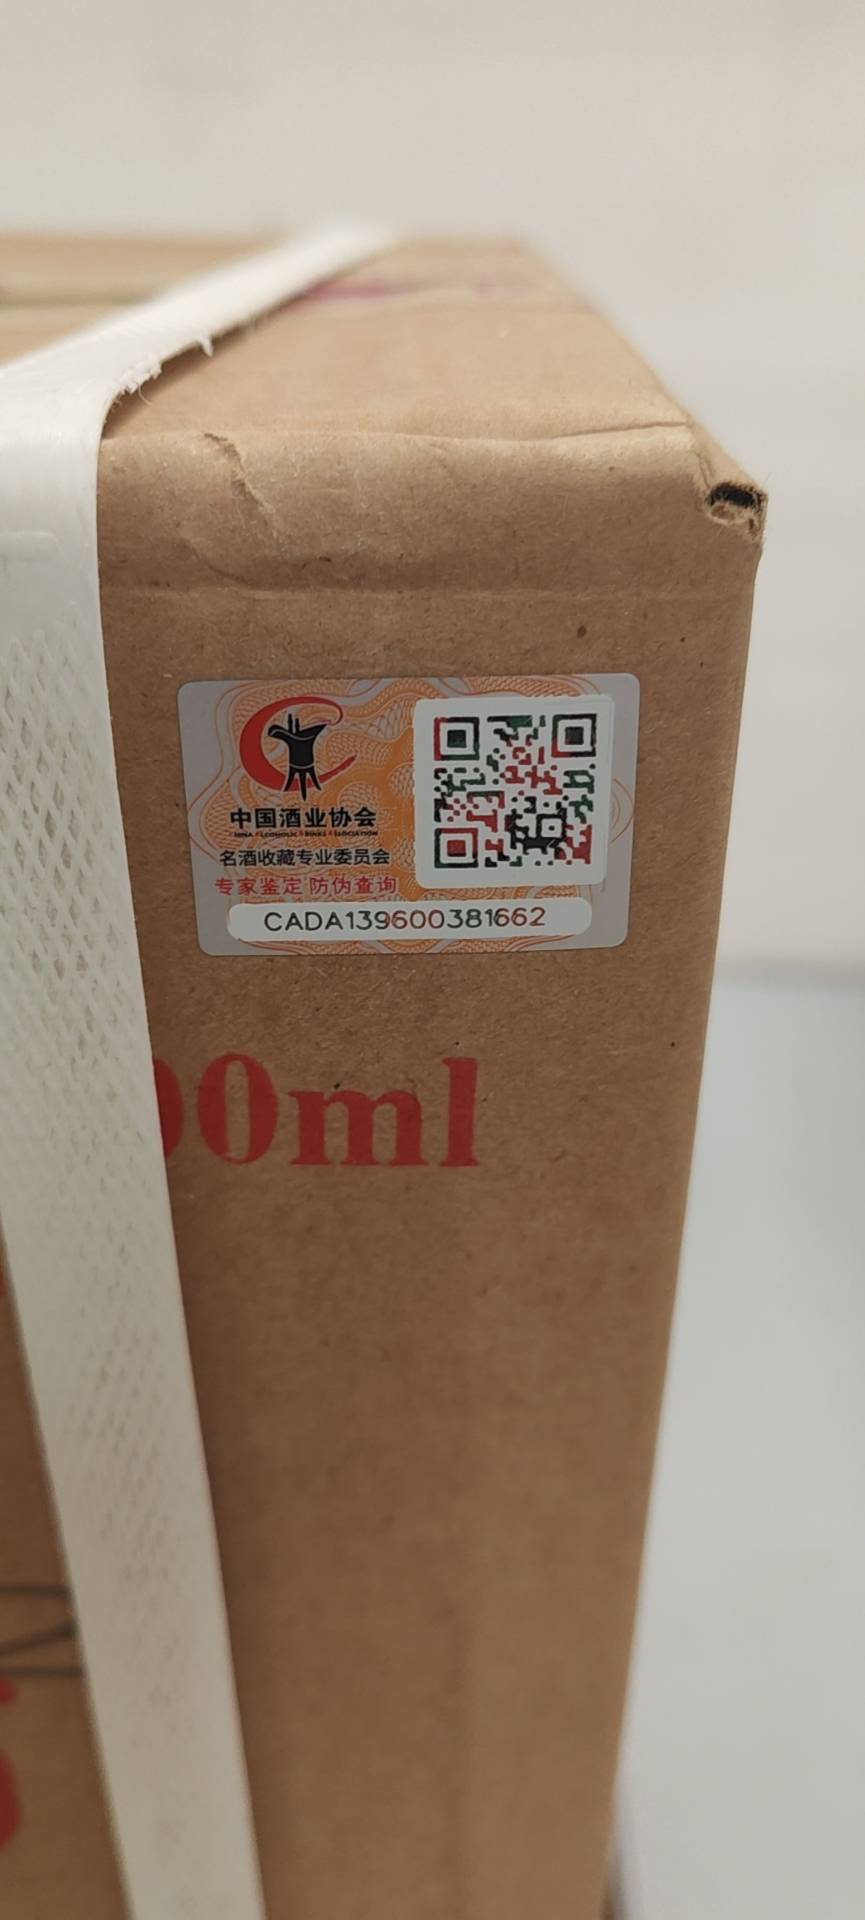 中国酒业协会
名酒收藏专业委员会
专家鉴定 防伪查询
CADA139600381662
00ml